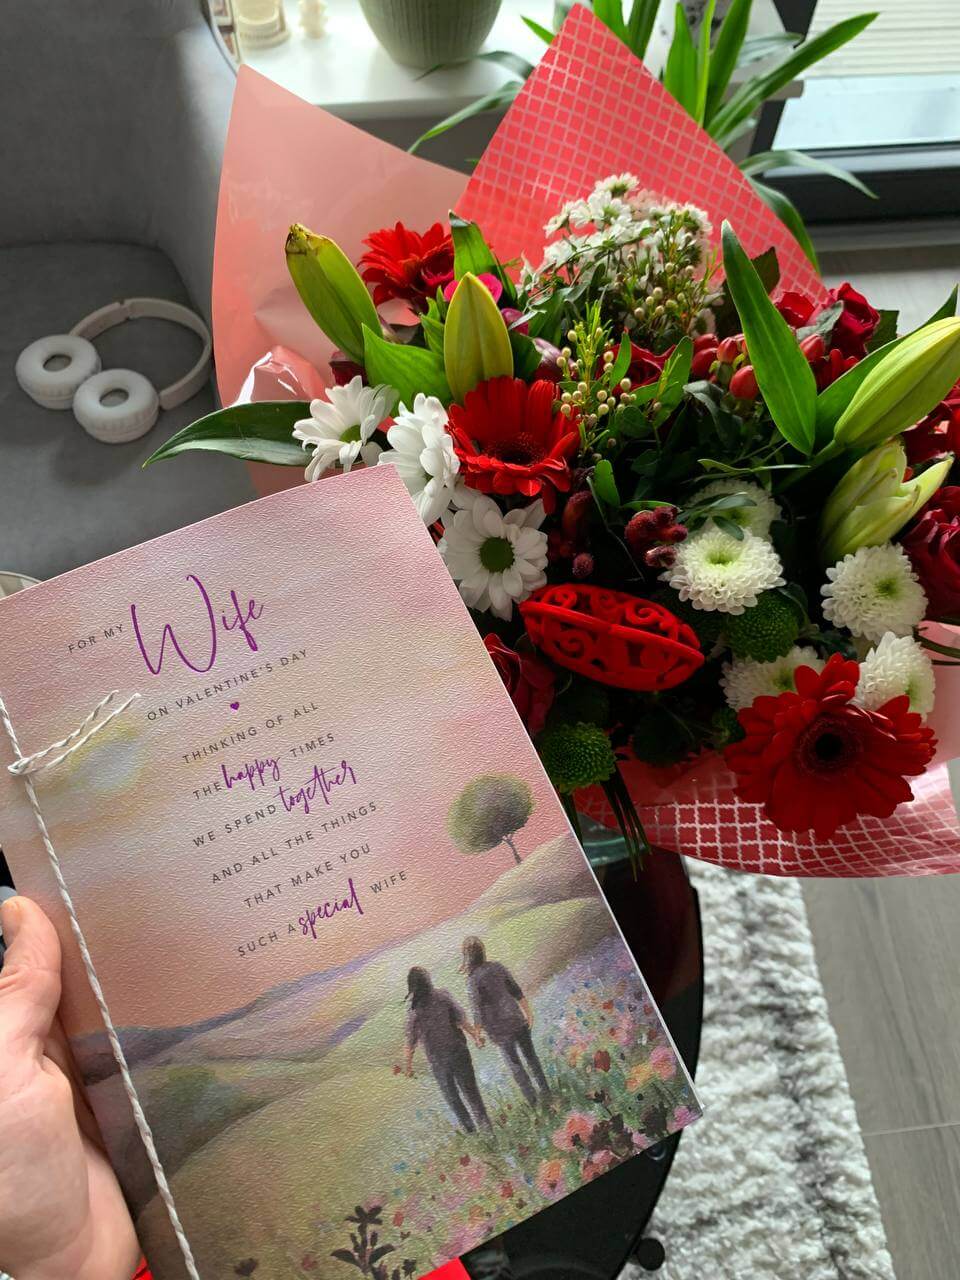 FOR MY Wife
ON VALENTINE'S DAY
THINKING OF ALL
THE happy TIMES
WE SPEND together
AND ALL THE THINGS
THAT MAKE YOU
SUCH A special WIFE